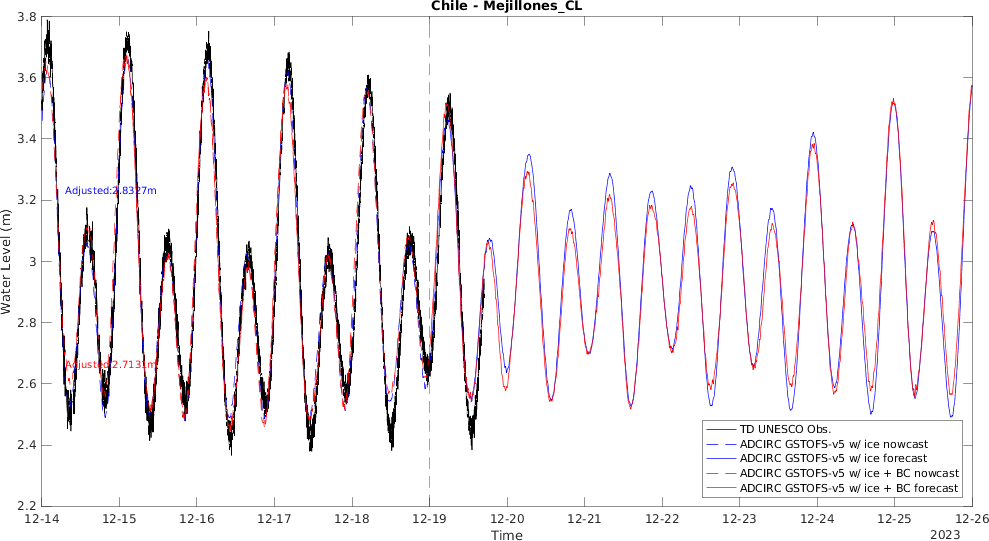 Chile - Mejillones_CL
3.8
3.6
3.4
3.2
3
2.8
2.6
2.4
2.2
Water Level (m)
Adjusted:2.8327m
Adjusted:2.7131m
TD UNESCO Obs.
ADCIRC GSTOFS-v5 w/ ice nowcast
ADCIRC GSTOFS-v5 w/ ice forecast
ADCIRC GSTOFS-v5 w/ ice + BC nowcast
ADCIRC GSTOFS-v5 w/ ice + BC forecast
12-14 12-15 12-16 12-17 12-18 12-19 12-20 12-21 12-22 12-23 12-24 12-25 12-26
Time
2023